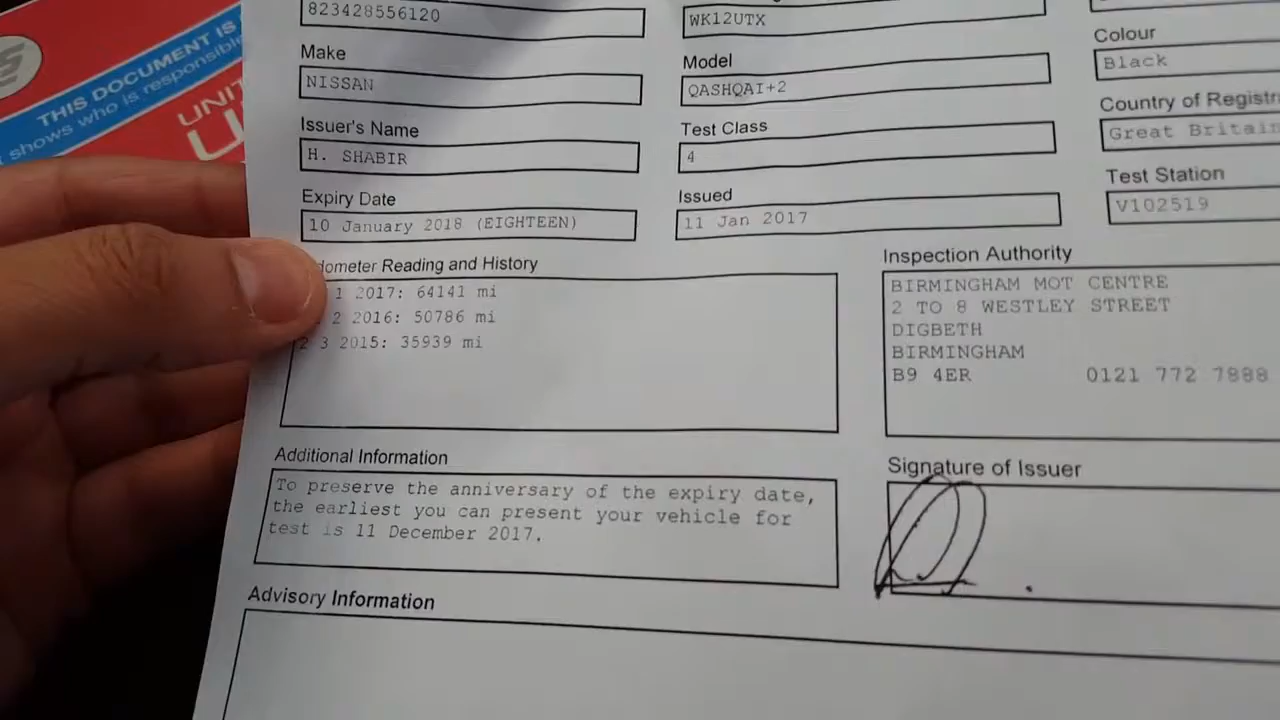 THIS DOCUMENT IS
shows who is responsible
UNIT
823428556120
WK12UTX
Make
NISSAN
Model
QASHQAI+2
Colour
Black
Issuer's Name
H. SHABIR
Test Class
4
Country of Registra
Great Britain
Expiry Date
10 January 2018 (EIGHTEEN)
Issued
11 Jan 2017
Test Station
V102519
dometer Reading and History
1 2017: 64141 mi
2 2016: 50786 mi
2 3 2015: 35939 mi
Inspection Authority
BIRMINGHAM MOT CENTRE
2 TO 8 WESTLEY STREET
DIGBETH
BIRMINGHAM
B9 4ER 0121 772 7888
Additional Information
To preserve the anniversary of the expiry date,
the earliest you can present your vehicle for
test is 11 December 2017.
Signature of Issuer
Advisory Information